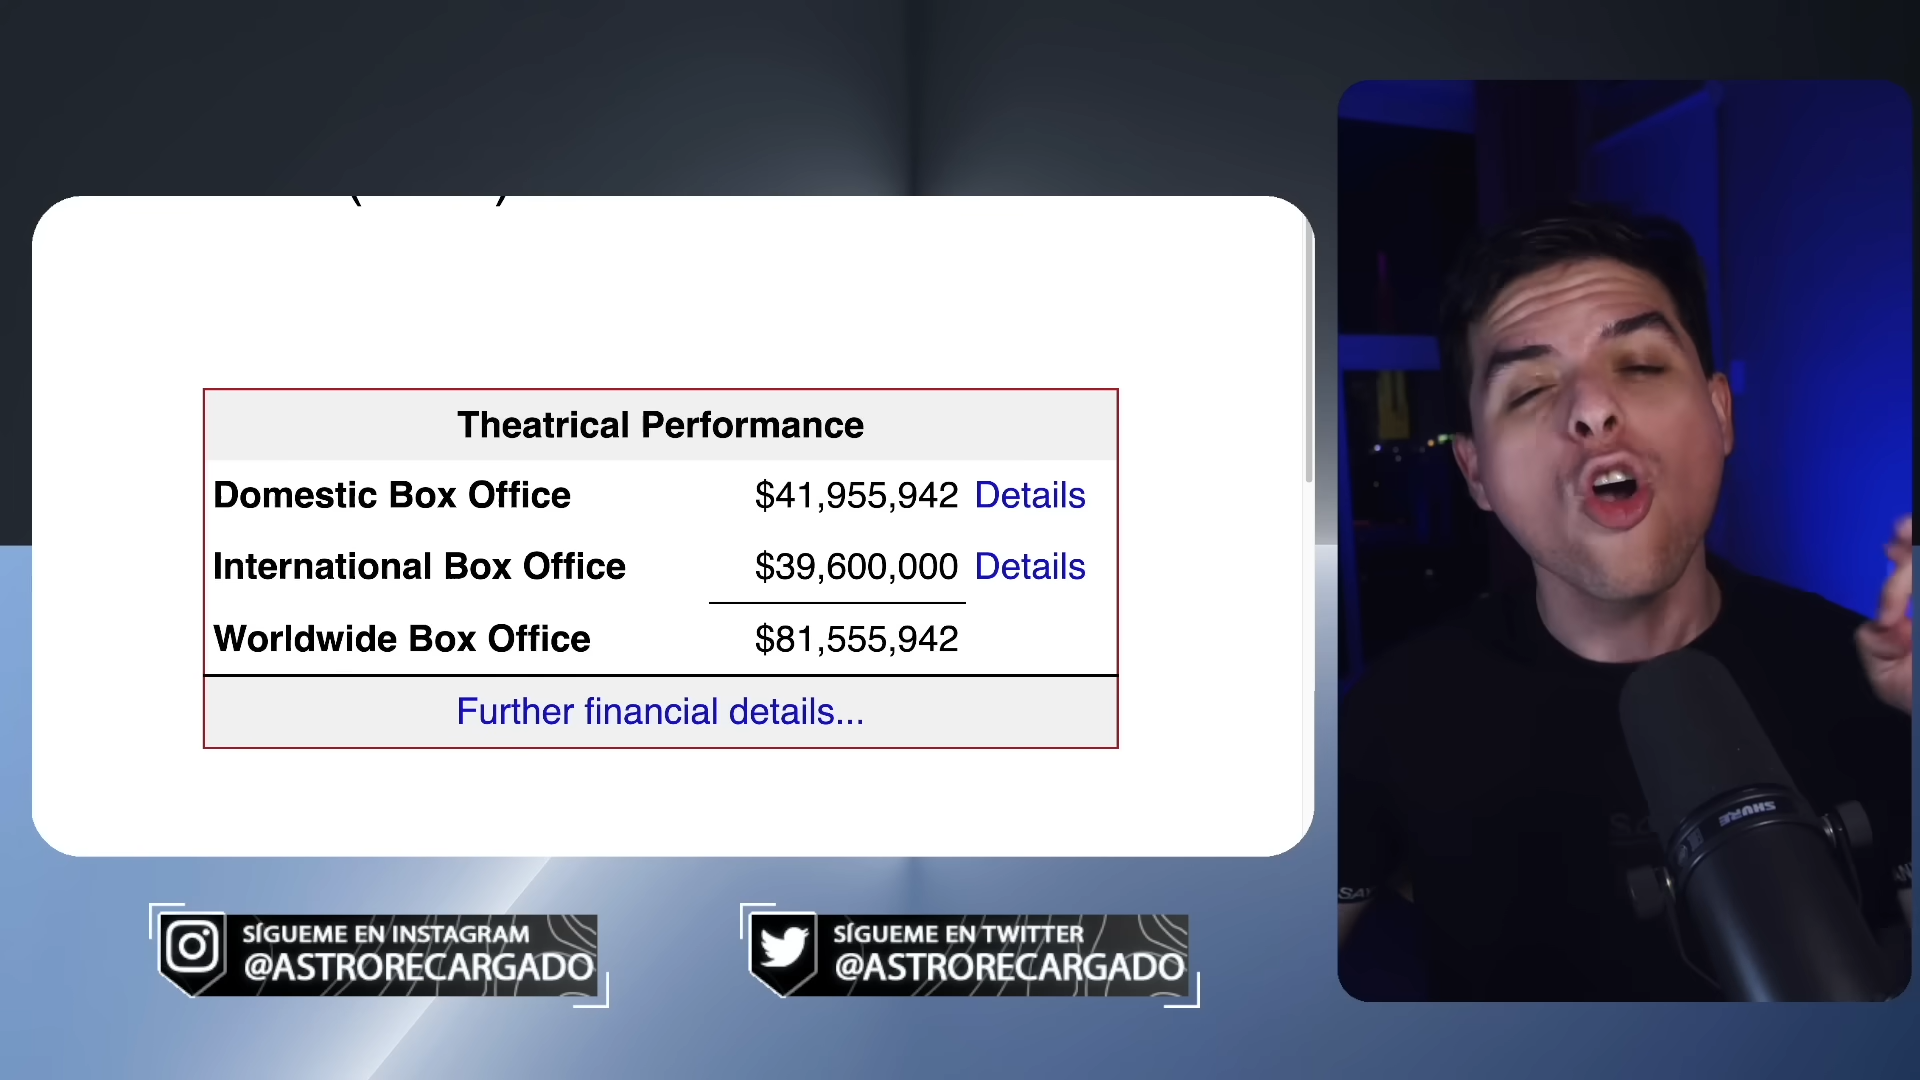 Theatrical Performance
Domestic Box Office $41,955,942 Details
International Box Office $39,600,000 Details
Worldwide Box Office $81,555,942
Further financial details...
SÍGUEME EN INSTAGRAM
@ASTRORECARGADO
SÍGUEME EN TWITTER
@ASTRORECARGADO
SHURE